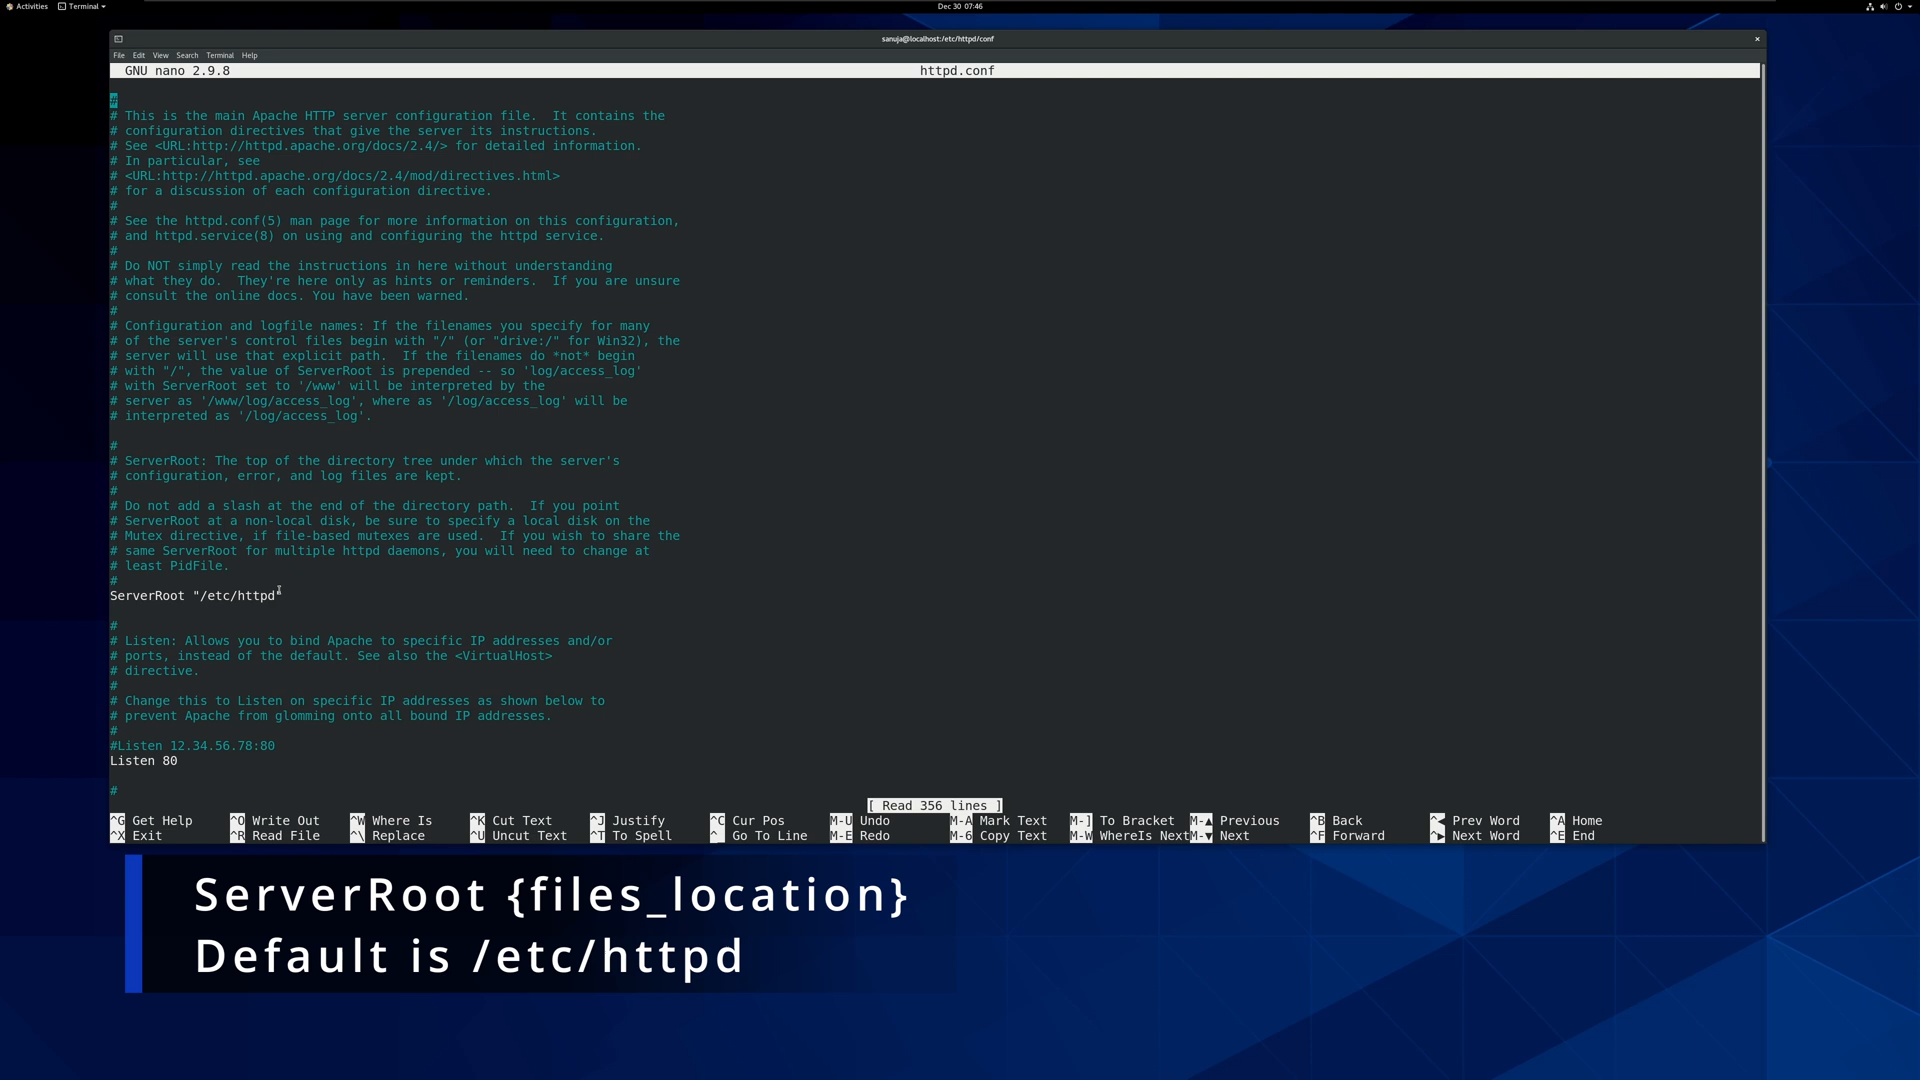 Activities Terminal Dec 30 07:46
sanuja@localhost:/etc/httpd/conf
File Edit View Search Terminal Help
GNU nano 2.9.8 httpd.conf
#
# This is the main Apache HTTP server configuration file.  It contains the
# configuration directives that give the server its instructions.
# See <URL:http://httpd.apache.org/docs/2.4/> for detailed information.
# In particular, see
# <URL:http://httpd.apache.org/docs/2.4/mod/directives.html>
# for a discussion of each configuration directive.
#
# See the httpd.conf(5) man page for more information on this configuration,
# and httpd.service(8) on using and configuring the httpd service.
#
# Do NOT simply read the instructions in here without understanding
# what they do.  They're here only as hints or reminders.  If you are unsure
# consult the online docs. You have been warned.
#
# Configuration and logfile names: If the filenames you specify for many
# of the server's control files begin with "/" (or "drive:/" for Win32), the
# server will use that explicit path.  If the filenames do *not* begin
# with "/", the value of ServerRoot is prepended -- so 'log/access_log'
# with ServerRoot set to '/www' will be interpreted by the
# server as '/www/log/access_log', where as '/log/access_log' will be
# interpreted as '/log/access_log'.
#
# ServerRoot: The top of the directory tree under which the server's
# configuration, error, and log files are kept.
#
# Do not add a slash at the end of the directory path.  If you point
# ServerRoot at a non-local disk, be sure to specify a local disk on the
# Mutex directive, if file-based mutexes are used.  If you wish to share the
# same ServerRoot for multiple httpd daemons, you will need to change at
# least PidFile.
#
ServerRoot "/etc/httpd"
#
# Listen: Allows you to bind Apache to specific IP addresses and/or
# ports, instead of the default. See also the <VirtualHost>
# directive.
#
# Change this to Listen on specific IP addresses as shown below to
# prevent Apache from glomming onto all bound IP addresses.
#
#Listen 12.34.56.78:80
Listen 80
#
[ Read 356 lines ]
^G Get Help ^O Write Out ^W Where Is ^K Cut Text ^J Justify ^C Cur Pos M-U Undo M-A Mark Text M-] To Bracket M-▲ Previous ^B Back ^◀ Prev Word ^A Home
^X Exit ^R Read File ^\ Replace ^U Uncut Text ^T To Spell ^_ Go To Line M-E Redo M-6 Copy Text M-W WhereIs Next M-▼ Next ^F Forward ^▶ Next Word ^E End
ServerRoot {files_location}
Default is /etc/httpd